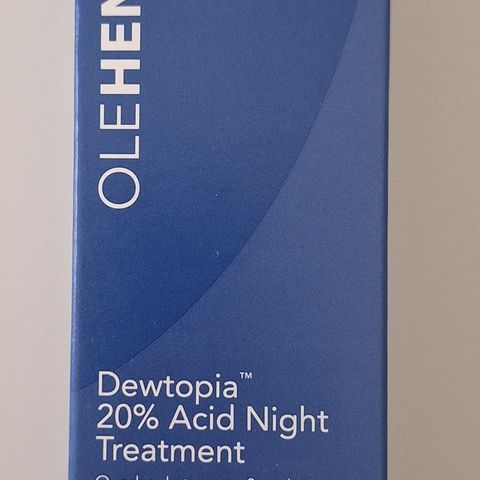 OLEHEN
Dewtopia™
20% Acid Night
Treatment